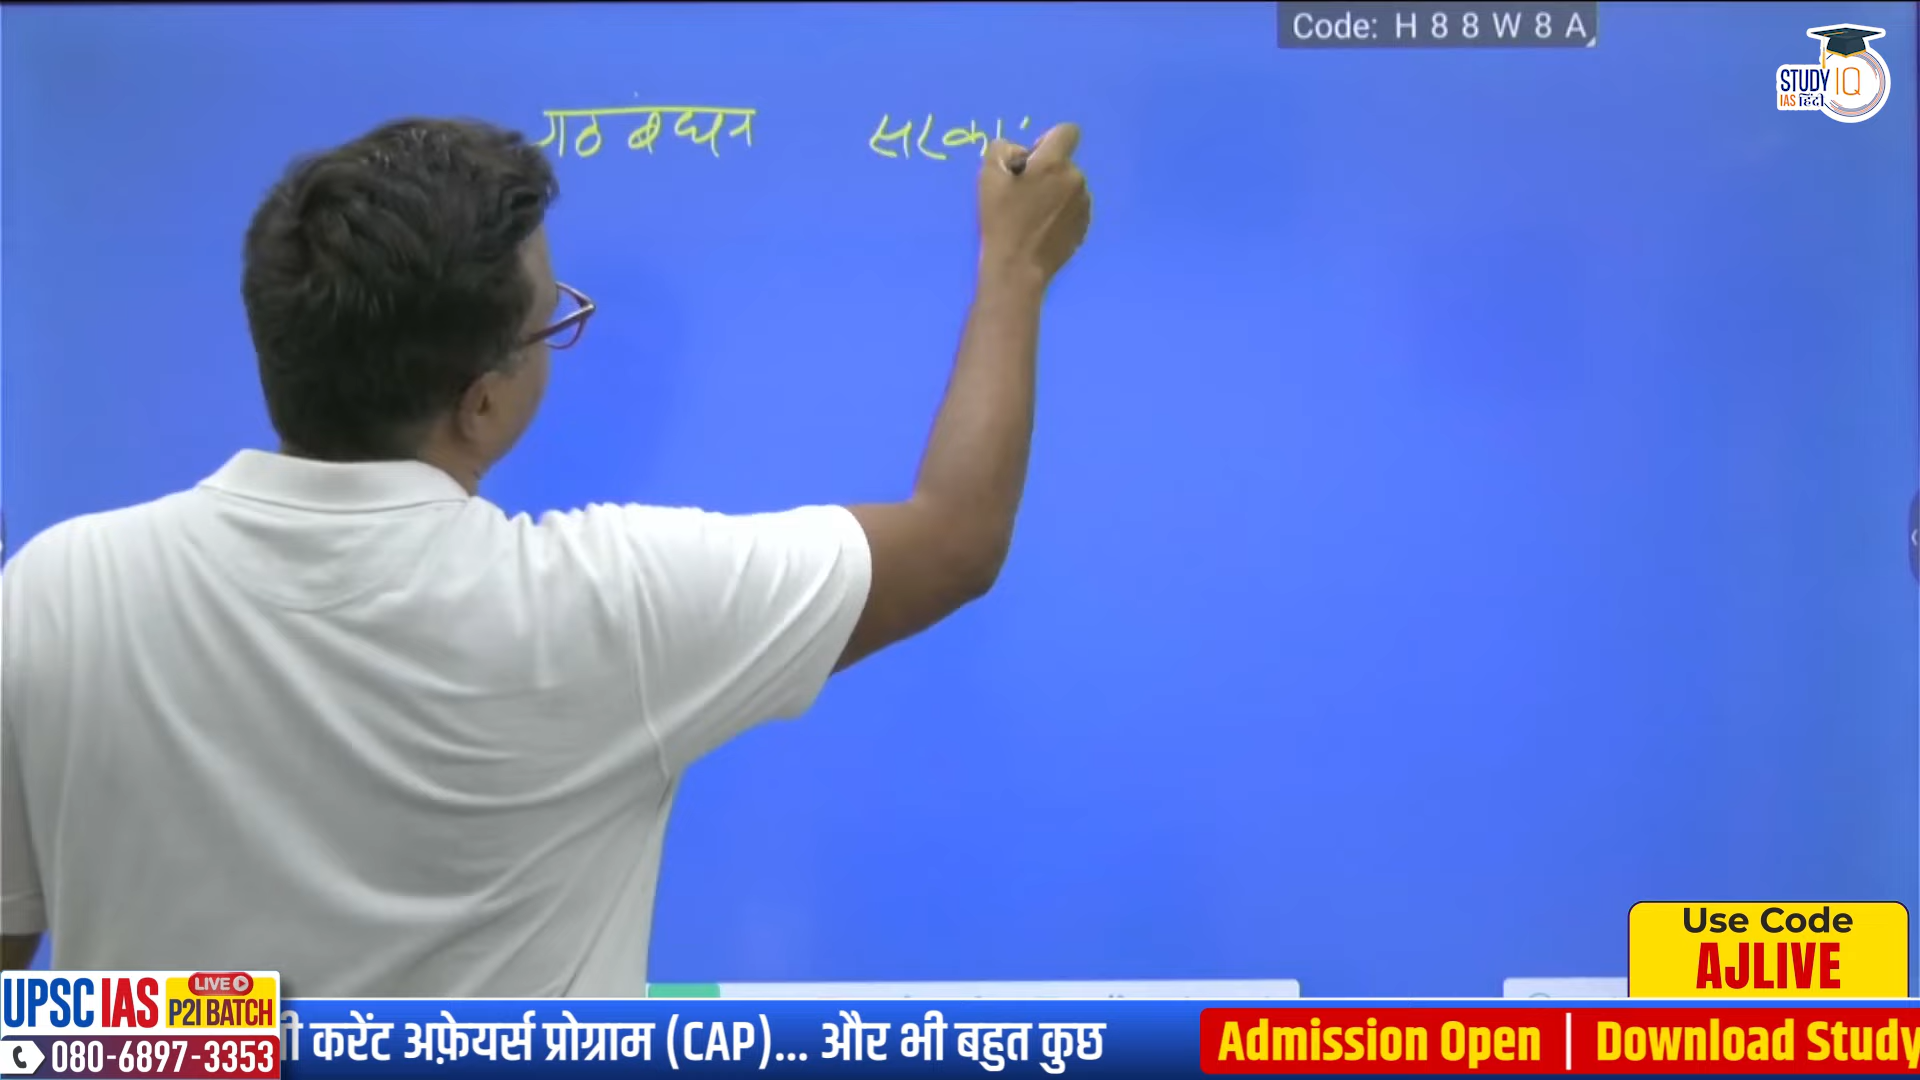 Code: H 8 8 W 8 A
STUDY IQ
IAS हिंदी
गठबंधन सरका
Use Code
AJLIVE
UPSC IAS LIVE P2I BATCH
080-6897-3353
ी करेंट अफ़ेयर्स प्रोग्राम (CAP)... और भी बहुत कुछ
Admission Open | Download Study